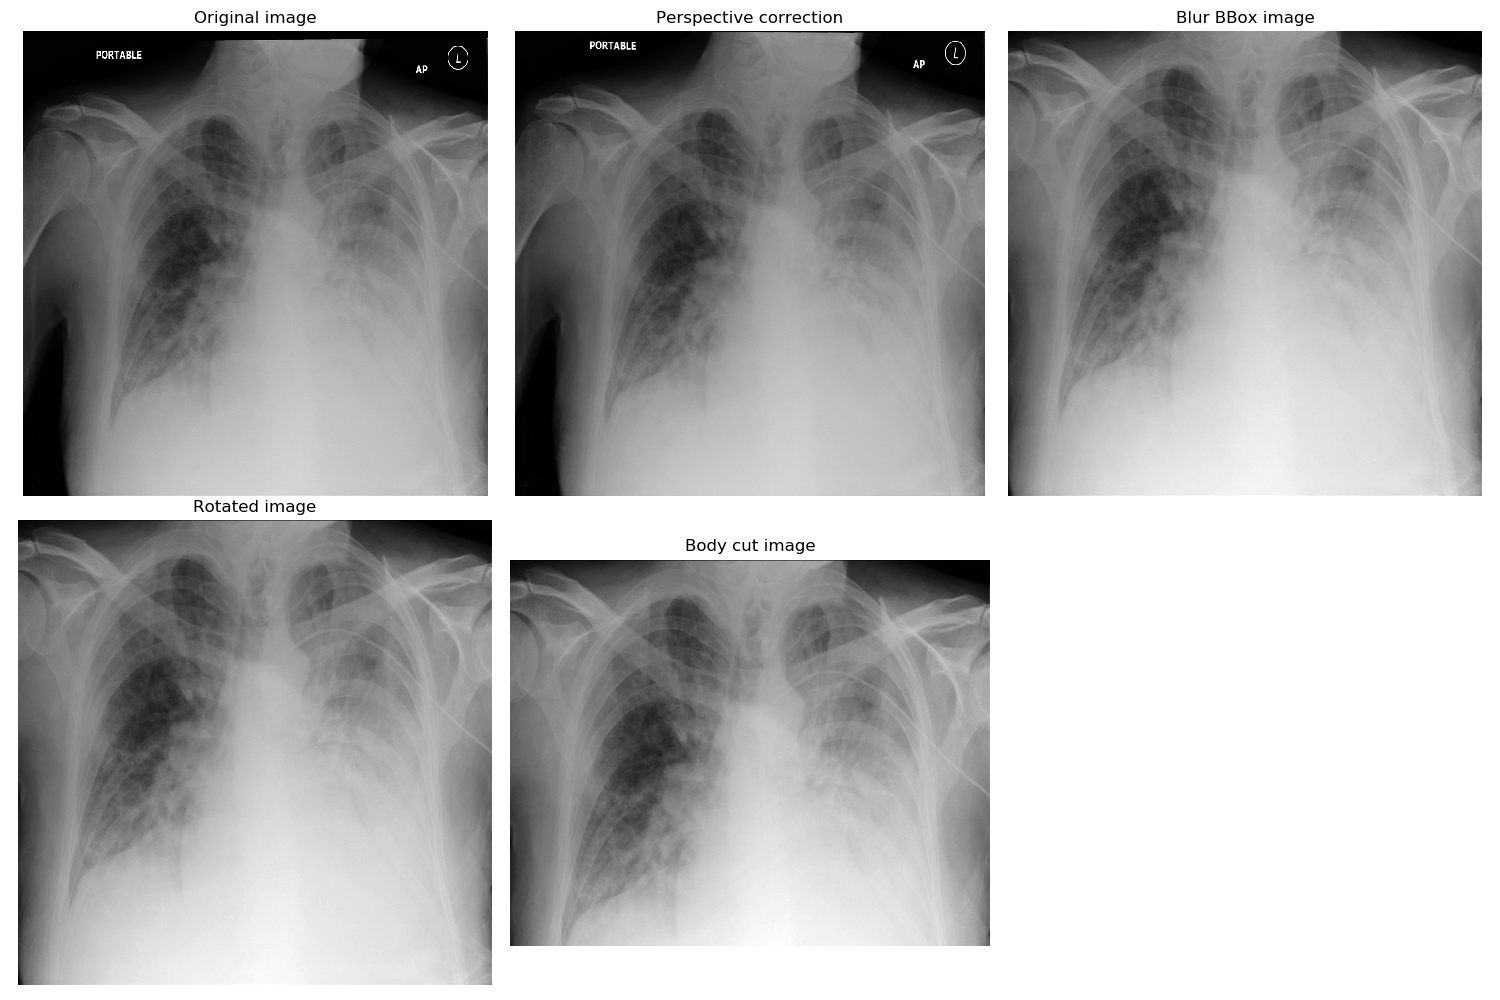 Original image
Perspective correction
Blur BBox image
PORTABLE
AP
L
PORTABLE
AP
L
Rotated image
Body cut image